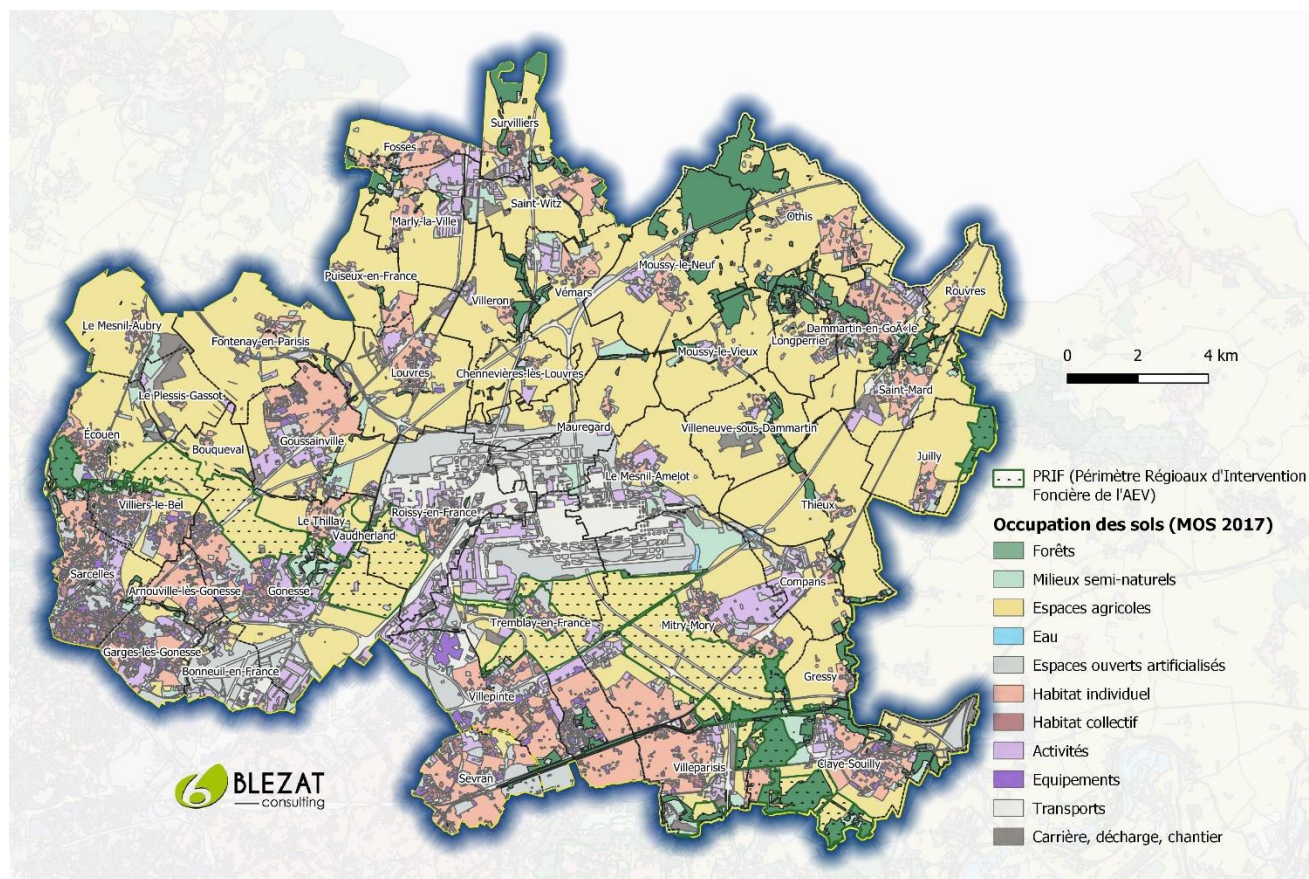 Survilliers
Fosses
Saint-Witz
Marly-la-Ville
Othis
Puiseux-en-France
Moussy-le-Neuf
Villeron
Vémars
Rouvres
Le Mesnil-Aubry
Fontenay-en-Parisis
Dammartin-en-GoÃ«le
Longperrier
Louvres
Chennevières-lès-Louvres
Moussy-le-Vieux
Le Plessis-Gassot
Saint-Mard
Mauregard
Villeneuve-sous-Dammartin
Écouen
Bouqueval
Goussainville
Juilly
Le Mesnil-Amelot
Villiers-le-Bel
Le Thillay
Roissy-en-France
Thieux
Vaudherland
Sarcelles
Arnouville-lès-Gonesse
Gonesse
Compans
Tremblay-en-France
Mitry-Mory
Garges-lès-Gonesse
Bonneuil-en-France
Gressy
Villepinte
Sevran
Villeparisis
Claye-Souilly
0 2 4 km
PRIF (Périmètre Régioaux d'Intervention
Foncière de l'AEV)
Occupation des sols (MOS 2017)
Forêts
Milieux semi-naturels
Espaces agricoles
Eau
Espaces ouverts artificialisés
Habitat individuel
Habitat collectif
Activités
Equipements
Transports
Carrière, décharge, chantier
BLEZAT
consulting